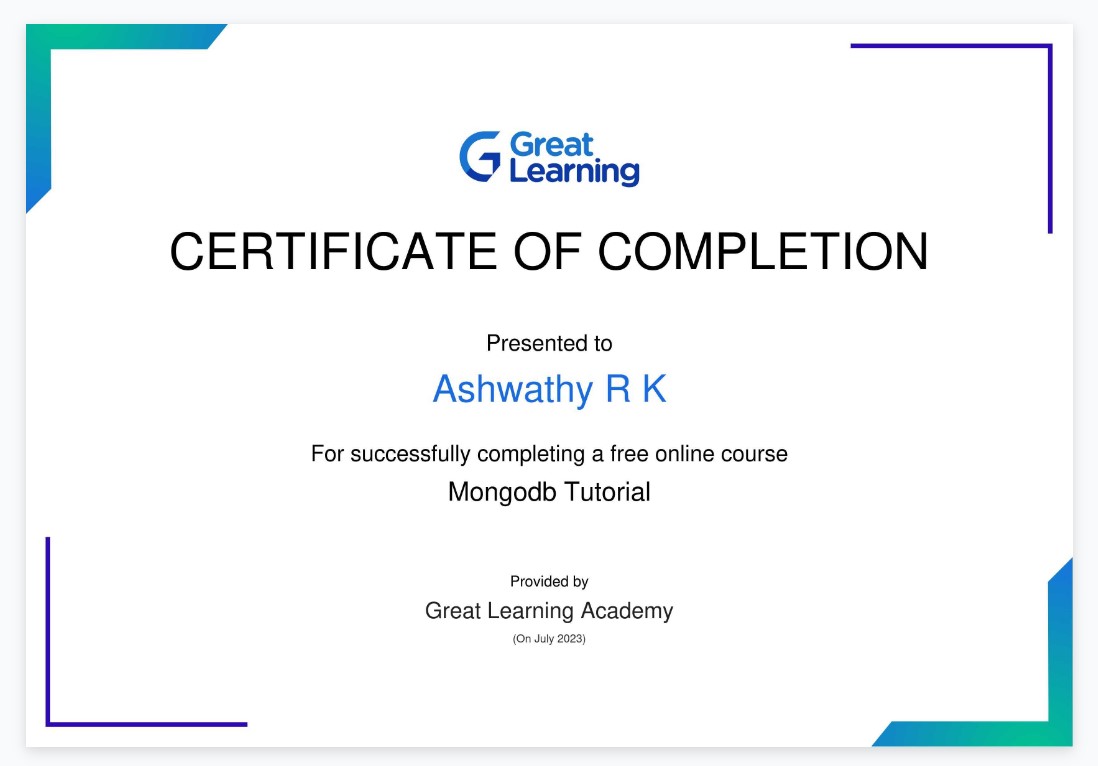 Great
Learning
CERTIFICATE OF COMPLETION
Presented to
Ashwathy R K
For successfully completing a free online course
Mongodb Tutorial
Provided by
Great Learning Academy
(On July 2023)